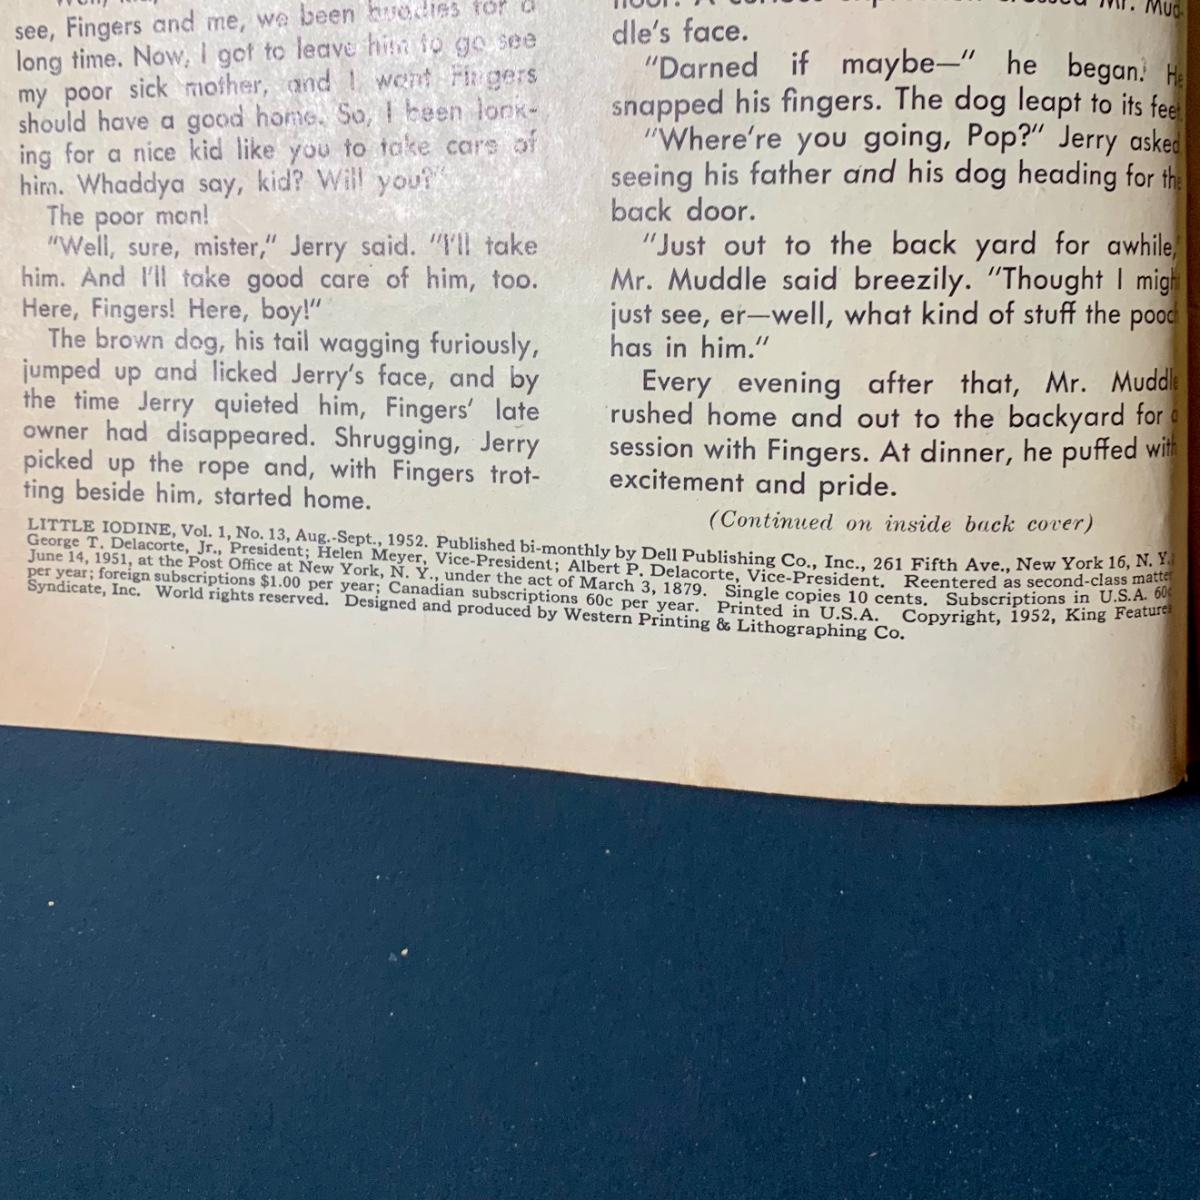 see, Fingers and me, we been buddies for a
long time. Now, I got to leave him to go see
my poor sick mother, and I want Fingers
should have a good home. So, I been look-
ing for a nice kid like you to take care of
him. Whaddya say, kid? Will you?"
The poor man!
"Well, sure, mister," Jerry said. "I'll take
him. And I'll take good care of him, too.
Here, Fingers! Here, boy!"
The brown dog, his tail wagging furiously,
jumped up and licked Jerry's face, and by
the time Jerry quieted him, Fingers' late
owner had disappeared. Shrugging, Jerry
picked up the rope and, with Fingers trot-
ting beside him, started home.
Mr. Mud-
dle's face.
"Darned if maybe—" he began. He
snapped his fingers. The dog leapt to its feet.
"Where're you going, Pop?" Jerry asked
seeing his father and his dog heading for the
back door.
"Just out to the back yard for awhile,"
Mr. Muddle said breezily. "Thought I migh
just see, er—well, what kind of stuff the pooc
has in him."
Every evening after that, Mr. Muddle
rushed home and out to the backyard for a
session with Fingers. At dinner, he puffed with
excitement and pride.
(Continued on inside back cover)
LITTLE IODINE, Vol. 1, No. 13, Aug.-Sept., 1952. Published bi-monthly by Dell Publishing Co., Inc., 261 Fifth Ave., New York 16, N. Y.;
George T. Delacorte, Jr., President; Helen Meyer, Vice-President; Albert P. Delacorte, Vice-President. Reentered as second-class matter
June 14, 1951, at the Post Office at New York, N. Y., under the act of March 3, 1879. Single copies 10 cents. Subscriptions in U.S.A. 60c
per year; foreign subscriptions $1.00 per year; Canadian subscriptions 60c per year. Printed in U.S.A. Copyright, 1952, King Features
Syndicate, Inc. World rights reserved. Designed and produced by Western Printing & Lithographing Co.